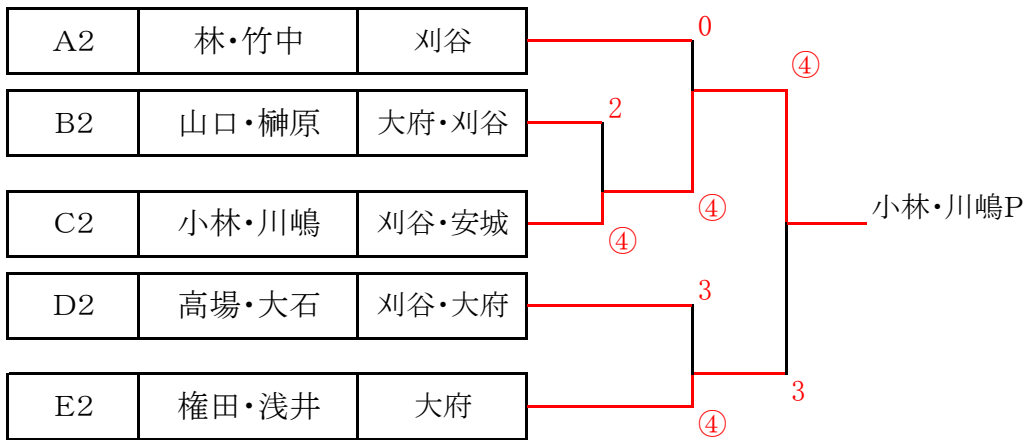 A2 林・竹中 刈谷
0
④
B2 山口・榊原 大府・刈谷
2
C2 小林・川嶋 刈谷・安城
④
④
小林・川嶋P
D2 高場・大石 刈谷・大府
3
3
E2 権田・浅井 大府
④